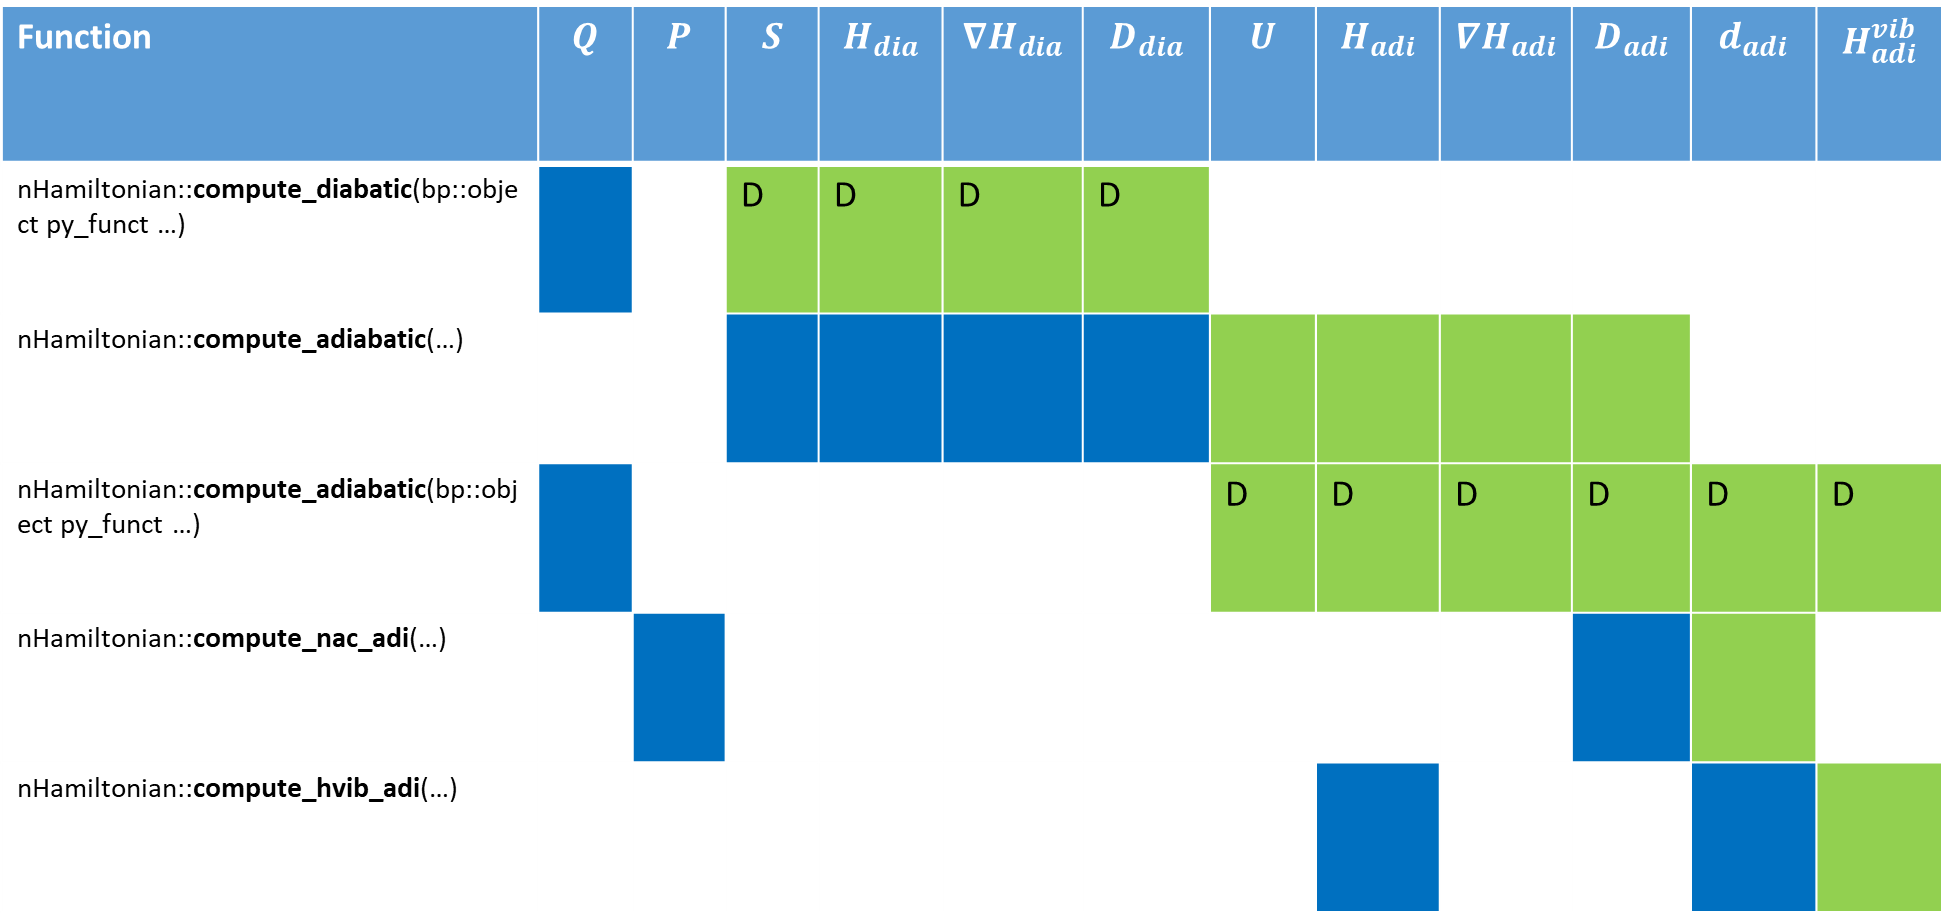 Function Q P S H_dia ∇H_dia D_dia U H_adi ∇H_adi D_adi d_adi H_adi^vib
nHamiltonian::compute_diabatic(bp::obje
ct py_funct ...)
D D D D
nHamiltonian::compute_adiabatic(...)
nHamiltonian::compute_adiabatic(bp::obj
ect py_funct ...)
D D D D D D
nHamiltonian::compute_nac_adi(...)
nHamiltonian::compute_hvib_adi(...)